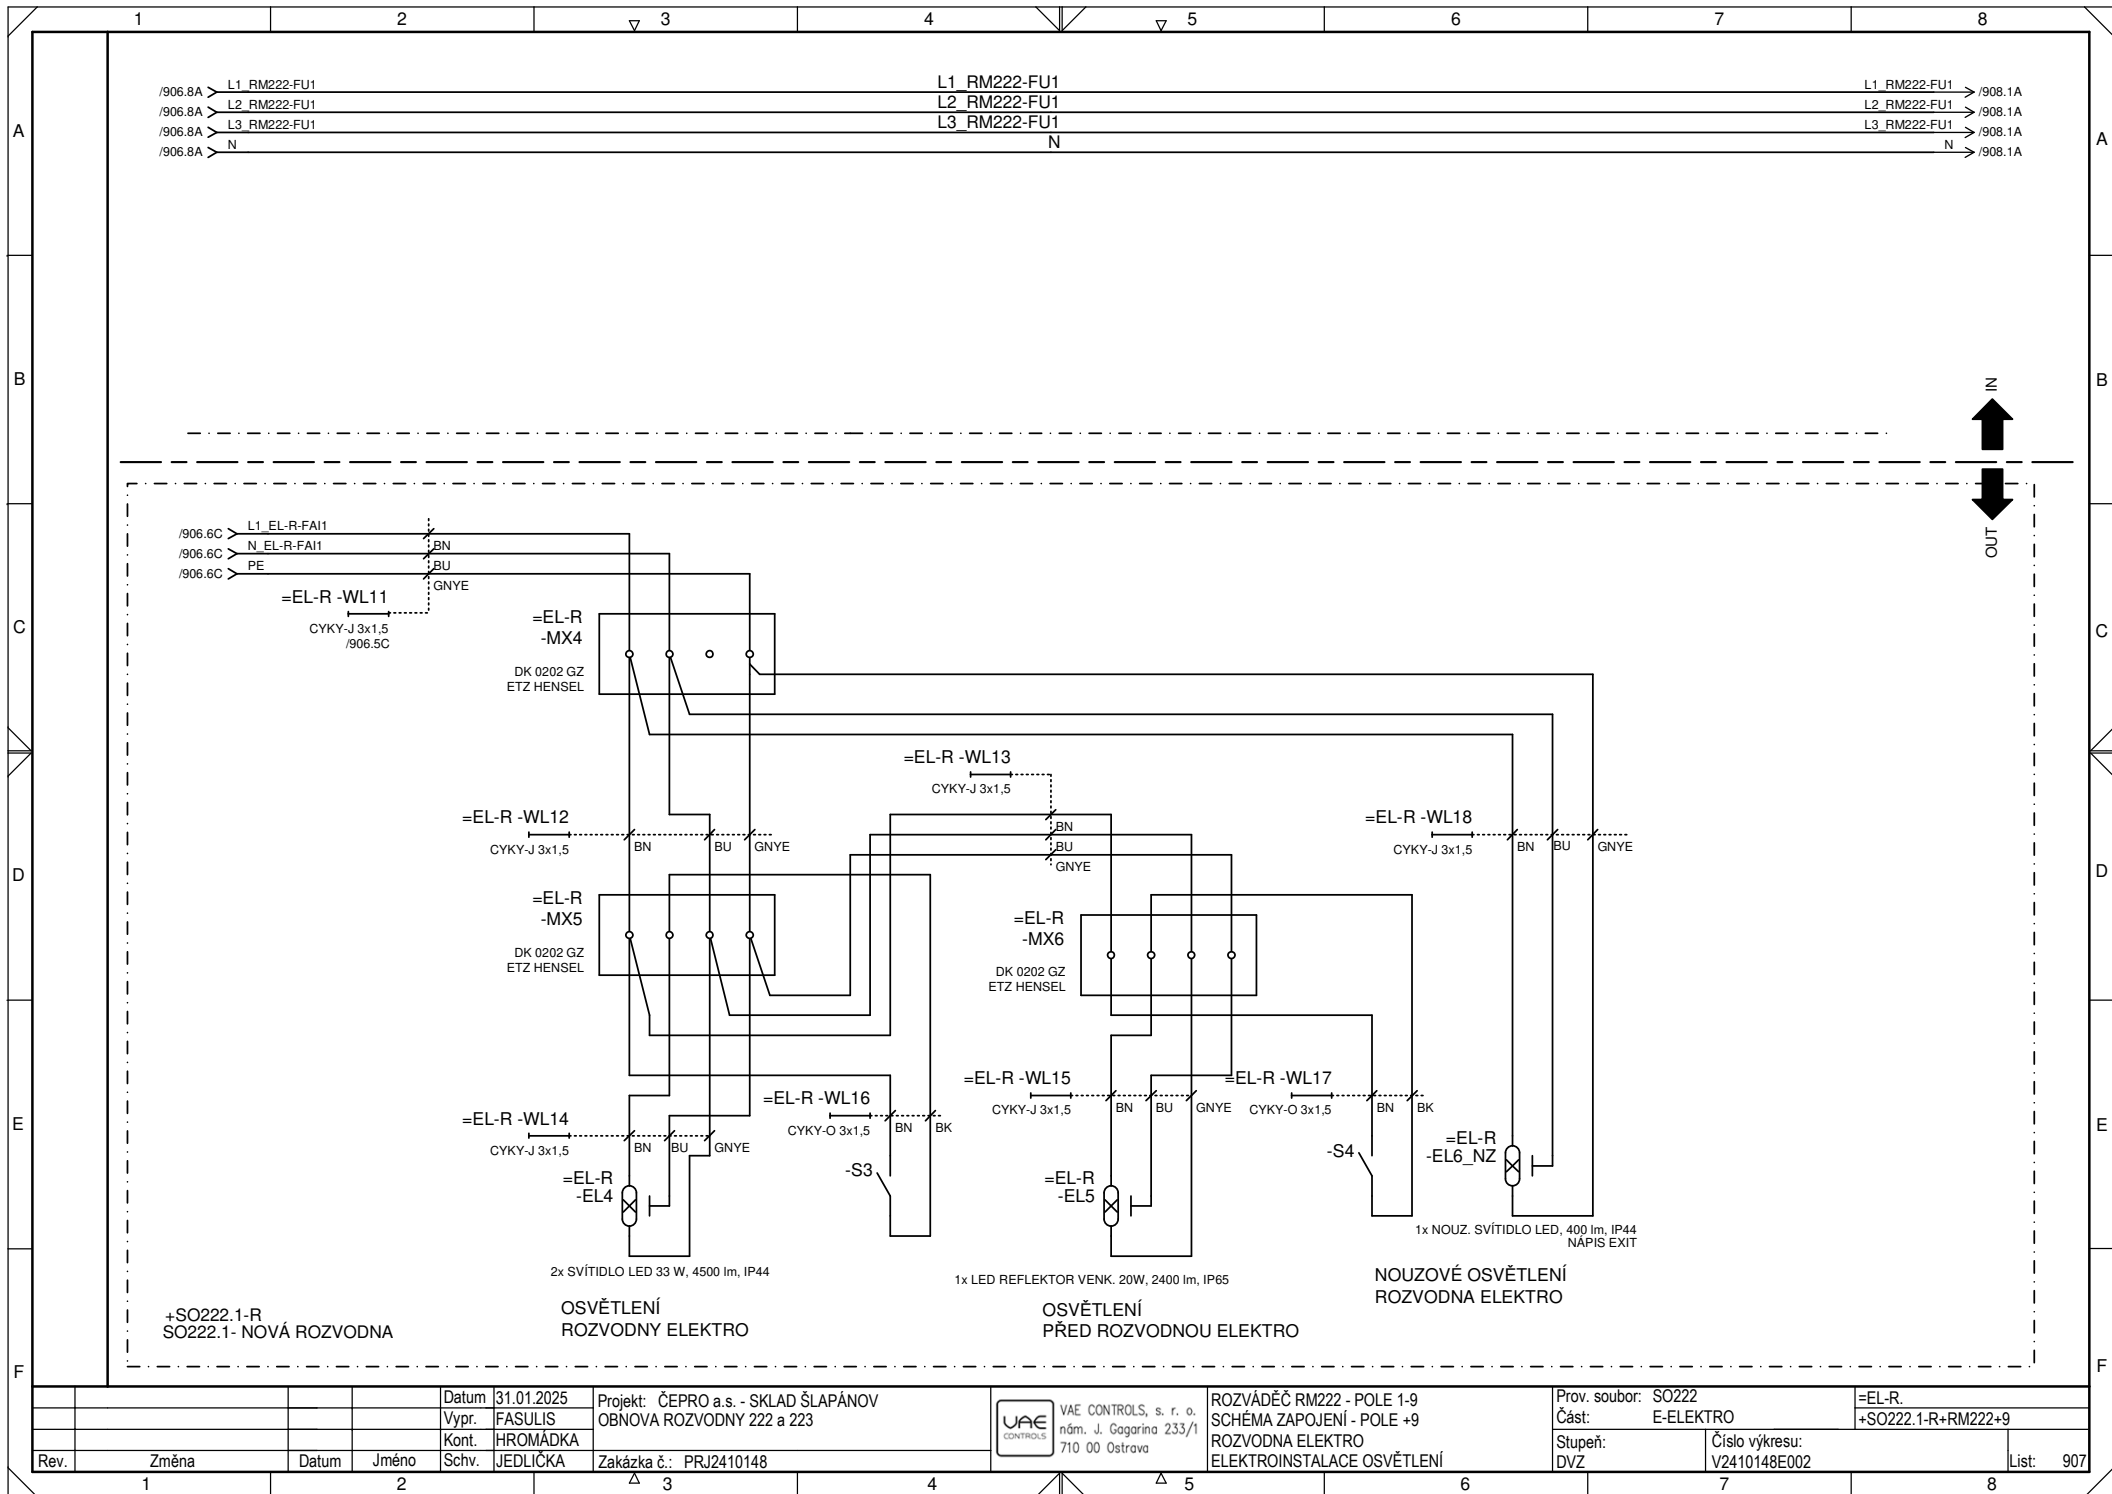 1 2 3 4 5 6 7 8
/906.8A L1_RM222-FU1 L1_RM222-FU1 L1_RM222-FU1 /908.1A
/906.8A L2_RM222-FU1 L2_RM222-FU1 L2_RM222-FU1 /908.1A
/906.8A L3_RM222-FU1 L3_RM222-FU1 L3_RM222-FU1 /908.1A
/906.8A N N N /908.1A
A A
B B
IN
OUT
/906.6C L1_EL-R-FAI1
/906.6C N_EL-R-FAI1 BN
/906.6C PE BU
GNYE
=EL-R -WL11
CYKY-J 3x1,5
/906.5C
C C
=EL-R
-MX4
DK 0202 GZ
ETZ HENSEL
=EL-R -WL13
CYKY-J 3x1,5
BN
BU
GNYE
=EL-R -WL12
CYKY-J 3x1,5
BN BU GNYE
=EL-R -WL18
CYKY-J 3x1,5
BN BU GNYE
D D
=EL-R
-MX5
DK 0202 GZ
ETZ HENSEL
=EL-R
-MX6
DK 0202 GZ
ETZ HENSEL
=EL-R -WL14
CYKY-J 3x1,5
BN BU GNYE
=EL-R -WL16
CYKY-O 3x1,5
BN BK
=EL-R -WL15
CYKY-J 3x1,5
BN BU GNYE
=EL-R -WL17
CYKY-O 3x1,5
BN BK
E E
=EL-R
-EL4
-S3
=EL-R
-EL5
-S4
=EL-R
-EL6_NZ
2x SVÍTIDLO LED 33 W, 4500 lm, IP44
1x LED REFLEKTOR VENK. 20W, 2400 lm, IP65
1x NOUZ. SVÍTIDLO LED, 400 lm, IP44
NÁPIS EXIT
OSVĚTLENÍ
ROZVODNY ELEKTRO
OSVĚTLENÍ
PŘED ROZVODNOU ELEKTRO
NOUZOVÉ OSVĚTLENÍ
ROZVODNA ELEKTRO
+SO222.1-R
SO222.1- NOVÁ ROZVODNA
F F
Rev. Změna Datum Jméno
Datum 31.01.2025
Vypr. FASULIS
Kont. HROMÁDKA
Schv. JEDLIČKA
Projekt: ČEPRO a.s. - SKLAD ŠLAPÁNOV
OBNOVA ROZVODNY 222 a 223
Zakázka č.: PRJ2410148
VAE
CONTROLS
VAE CONTROLS, s. r. o.
nám. J. Gagarina 233/1
710 00 Ostrava
ROZVÁDĚČ RM222 - POLE 1-9
SCHÉMA ZAPOJENÍ - POLE +9
ROZVODNA ELEKTRO
ELEKTROINSTALACE OSVĚTLENÍ
Prov. soubor: SO222
Část: E-ELEKTRO
Stupeň:
DVZ
Číslo výkresu:
V2410148E002
=EL-R.
+SO222.1-R+RM222+9
List: 907
1 2 3 4 5 6 7 8